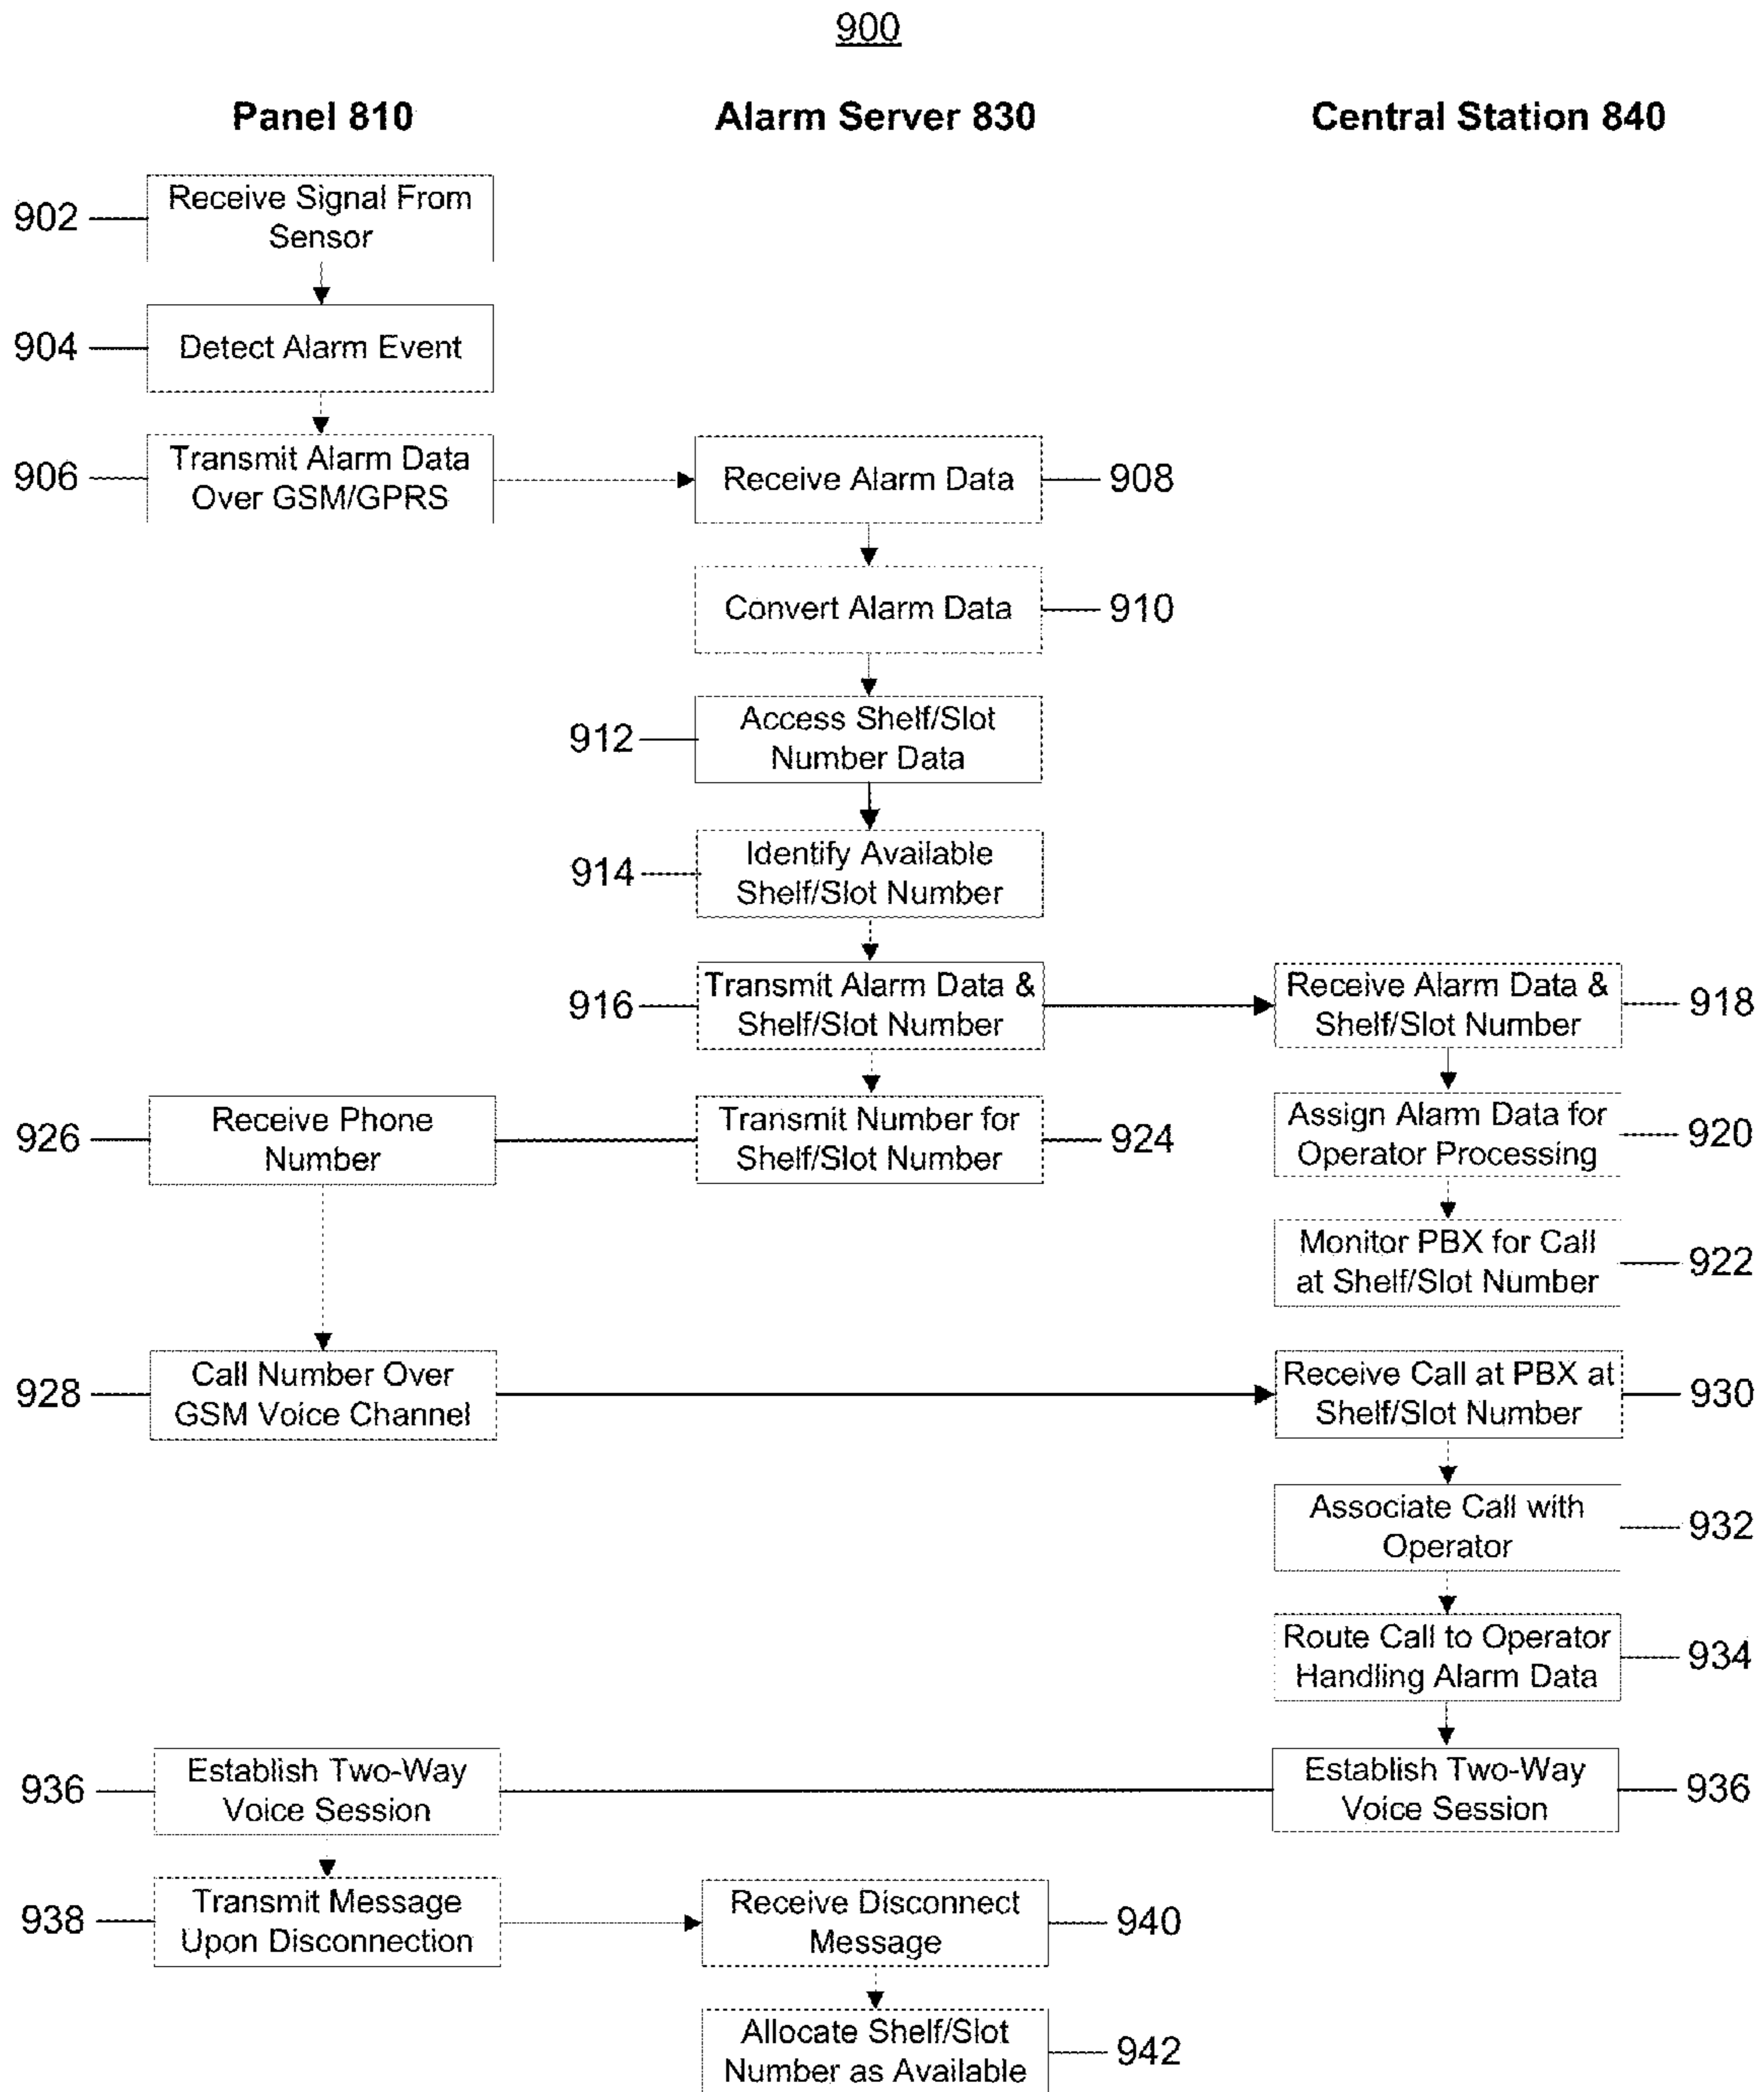 900
Panel 810
Alarm Server 830
Central Station 840
902
Receive Signal From
Sensor
904
Detect Alarm Event
906
Transmit Alarm Data
Over GSM/GPRS
Receive Alarm Data
908
Convert Alarm Data
910
912
Access Shelf/Slot
Number Data
914
Identify Available
Shelf/Slot Number
916
Transmit Alarm Data &
Shelf/Slot Number
Receive Alarm Data &
Shelf/Slot Number
918
926
Receive Phone
Number
Transmit Number for
Shelf/Slot Number
924
Assign Alarm Data for
Operator Processing
920
Monitor PBX for Call
at Shelf/Slot Number
922
928
Call Number Over
GSM Voice Channel
Receive Call at PBX at
Shelf/Slot Number
930
Associate Call with
Operator
932
Route Call to Operator
Handling Alarm Data
934
936
Establish Two-Way
Voice Session
Establish Two-Way
Voice Session
936
938
Transmit Message
Upon Disconnection
Receive Disconnect
Message
940
Allocate Shelf/Slot
Number as Available
942